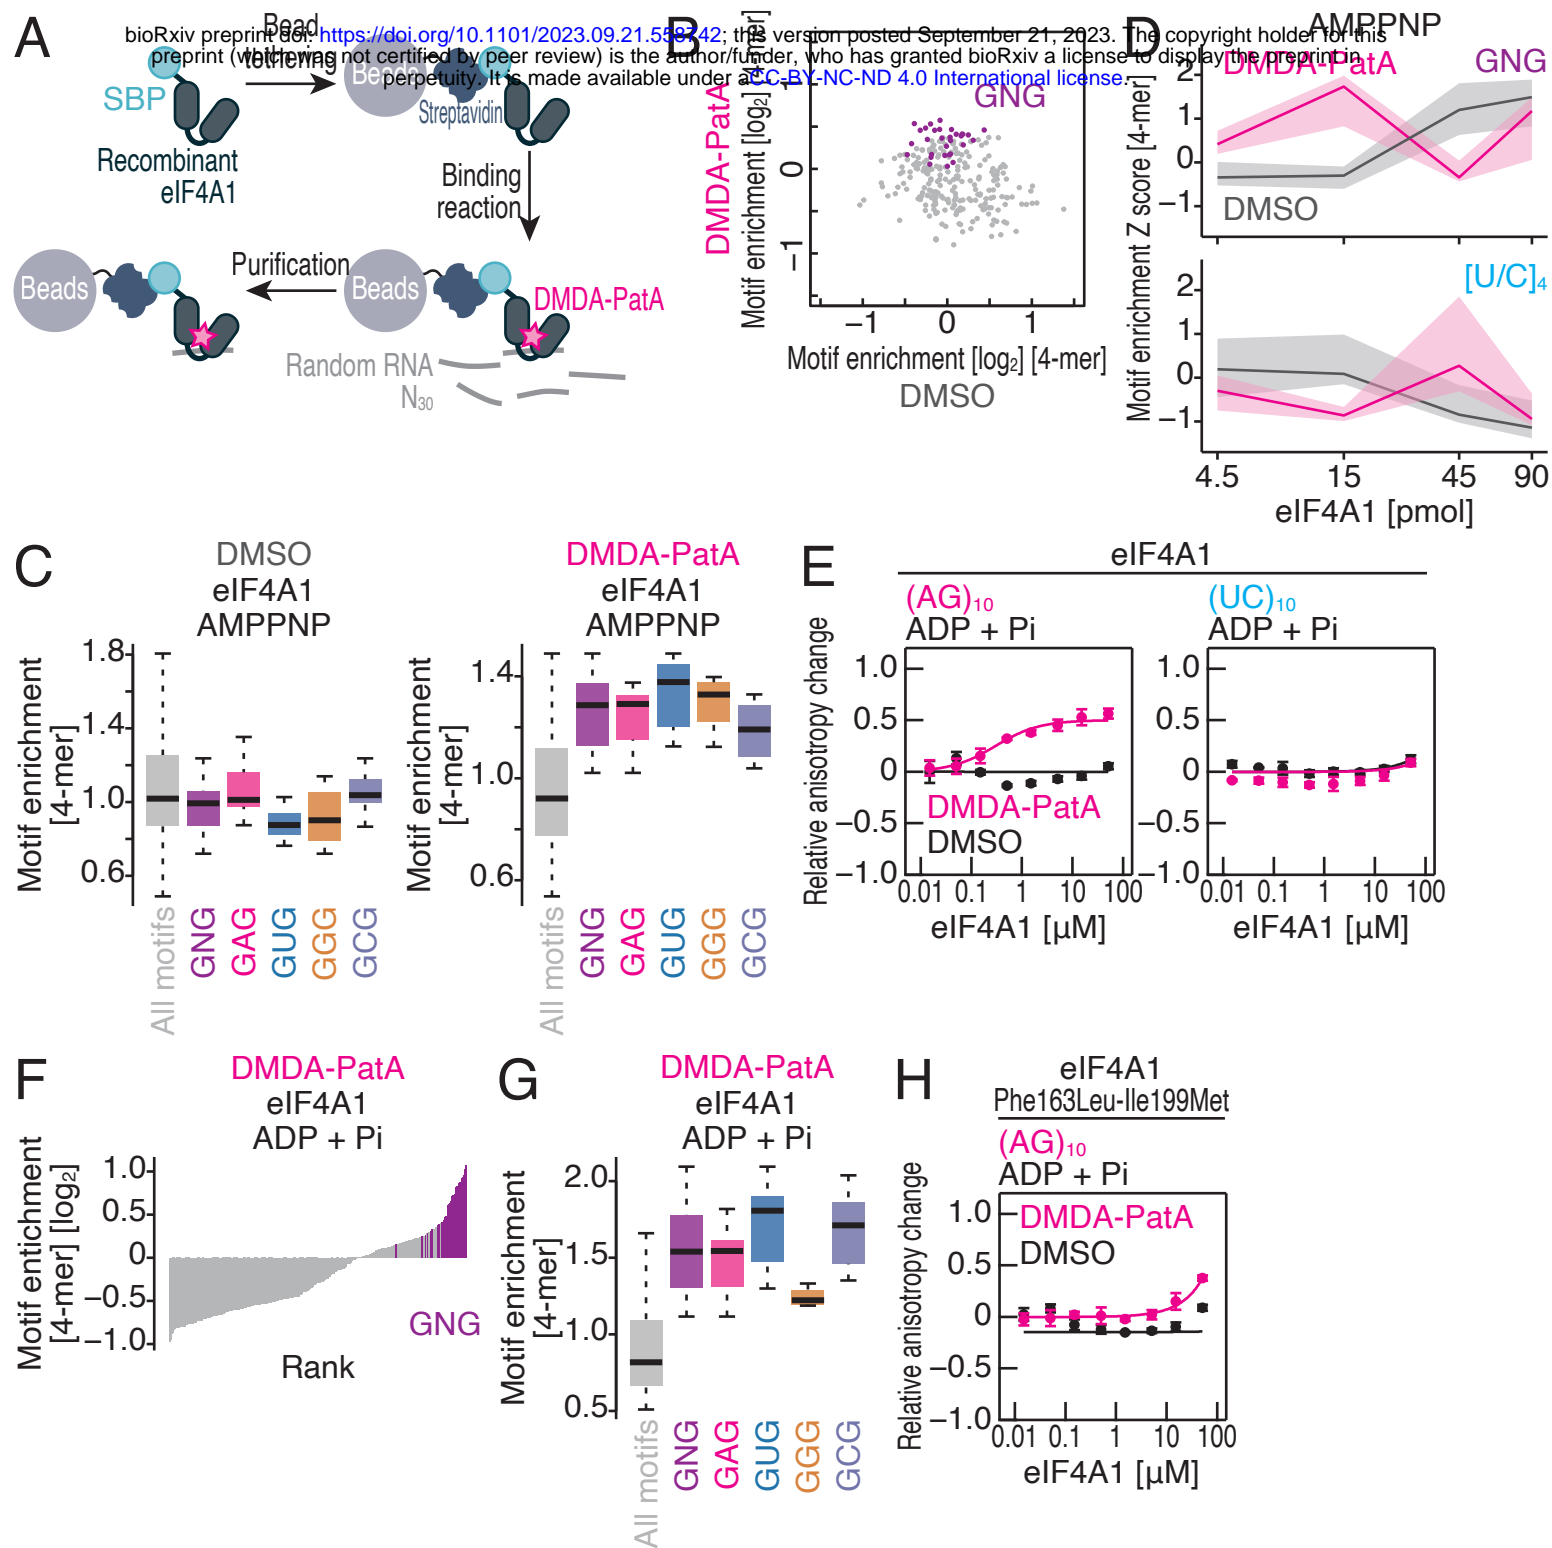 bioRxiv preprint doi: https://doi.org/10.1101/2023.09.21.558742; this version posted September 21, 2023. The copyright holder for this
preprint (which was not certified by peer review) is the author/funder, who has granted bioRxiv a license to display the preprint in
perpetuity. It is made available under aCC-BY-NC-ND 4.0 International license.
A
Bead
tethering
SBP
Recombinant
eIF4A1
Beads
Streptavidin
Binding
reaction
Purification
Beads
Beads
DMDA-PatA
Random RNA
N30
B
DMDA-PatA
Motif enrichment [log2] [4-mer]
GNG
1
0
−1
−1
0
1
Motif enrichment [log2] [4-mer]
DMSO
D
AMPPNP
DMDA-PatA
GNG
DMSO
Motif enrichment Z score [4-mer]
2
1
0
−1
[U/C]4
2
1
0
−1
4.5
15
45
90
eIF4A1 [pmol]
C
DMSO
eIF4A1
AMPPNP
Motif enrichment
[4-mer]
1.8
1.4
1.0
0.6
All motifs
GNG
GAG
GUG
GGG
GCG
DMDA-PatA
eIF4A1
AMPPNP
Motif enrichment
[4-mer]
1.4
1.0
0.6
All motifs
GNG
GAG
GUG
GGG
GCG
E
eIF4A1
(AG)10
ADP + Pi
Relative anisotropy change
1.0
0.5
0
−0.5
−1.0
DMDA-PatA
DMSO
0.01
0.1
1
10
100
eIF4A1 [µM]
(UC)10
ADP + Pi
1.0
0.5
0
−0.5
−1.0
0.01
0.1
1
10
100
eIF4A1 [µM]
F
DMDA-PatA
eIF4A1
ADP + Pi
Motif entichment
[4-mer] [log2]
1.0
0.5
0
−0.5
−1.0
GNG
Rank
G
DMDA-PatA
eIF4A1
ADP + Pi
Motif enrichment
[4-mer]
2.0
1.5
1.0
0.5
All motifs
GNG
GAG
GUG
GGG
GCG
H
eIF4A1
Phe163Leu-Ile199Met
(AG)10
ADP + Pi
Relative anisotropy change
1.0
0.5
0
−0.5
−1.0
DMDA-PatA
DMSO
0.01
0.1
1
10
100
eIF4A1 [µM]